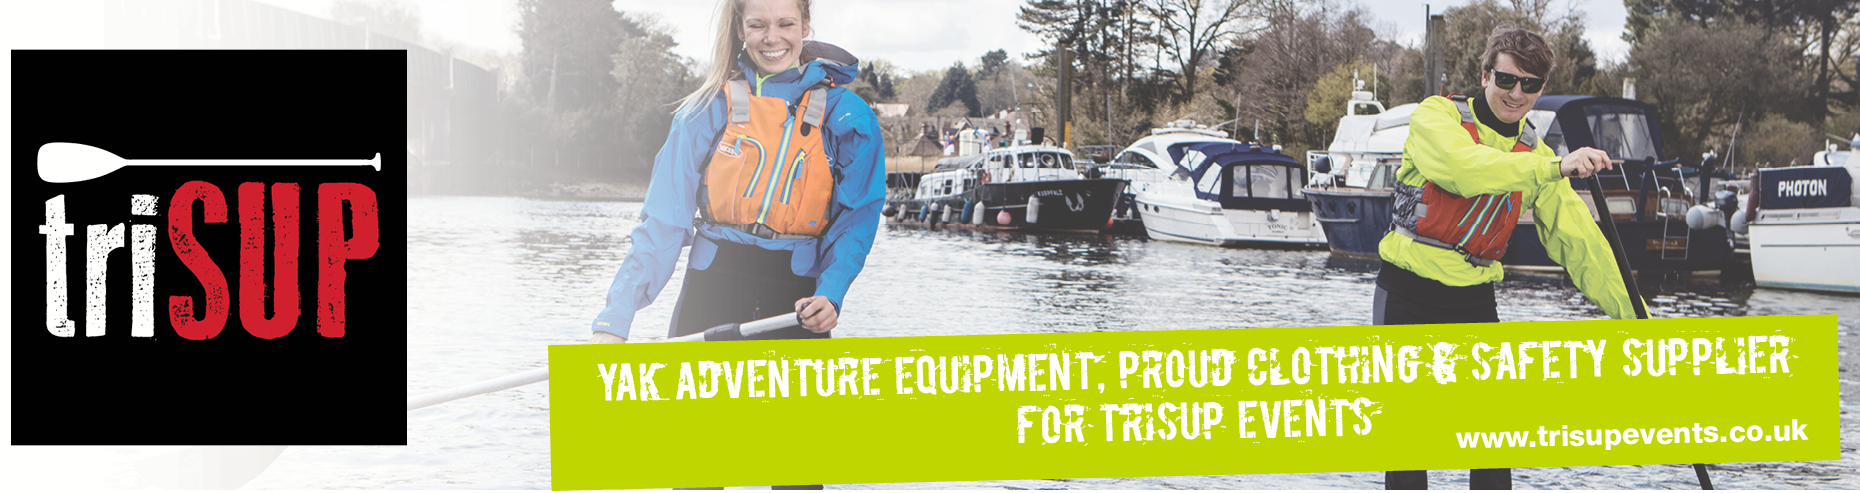 triSUP
YAK ADVENTURE EQUIPMENT, PROUD CLOTHING & SAFETY SUPPLIER
FOR TRISUP EVENTS
www.trisupevents.co.uk
PHOTON